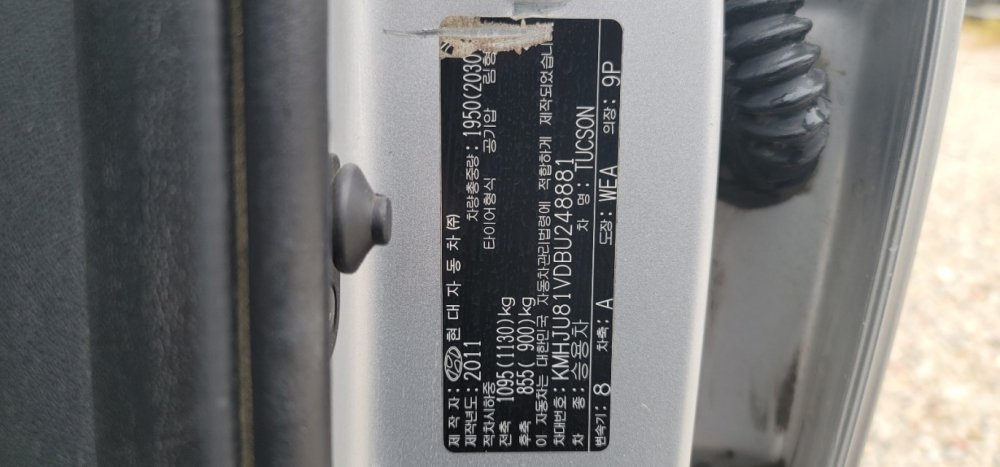 제 작 자 : 현 대 자 동 차 ㈜
제작년도 : 2011 차량총중량 : 1950(2030
적차시하중 타이어형식 공기압 림형
전축 1095(1130)kg
후축 855( 900)kg
이 자동차는 대한민국 자동차관리법령에 적합하게 제작되었습니
차대번호 : KMHJU81VDBU248881
차 종 : 승용차 차 명 : TUCSON
변속기 : 8 차축 : A 도장 : WEA 의장 : 9P